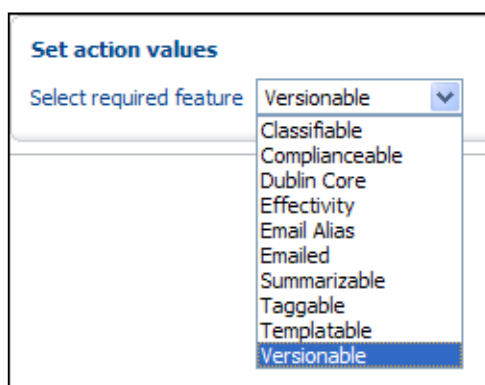 Set action values
Select required feature Versionable
Classifiable
Complianceable
Dublin Core
Effectivity
Email Alias
Emailed
Summarizable
Taggable
Templatable
Versionable